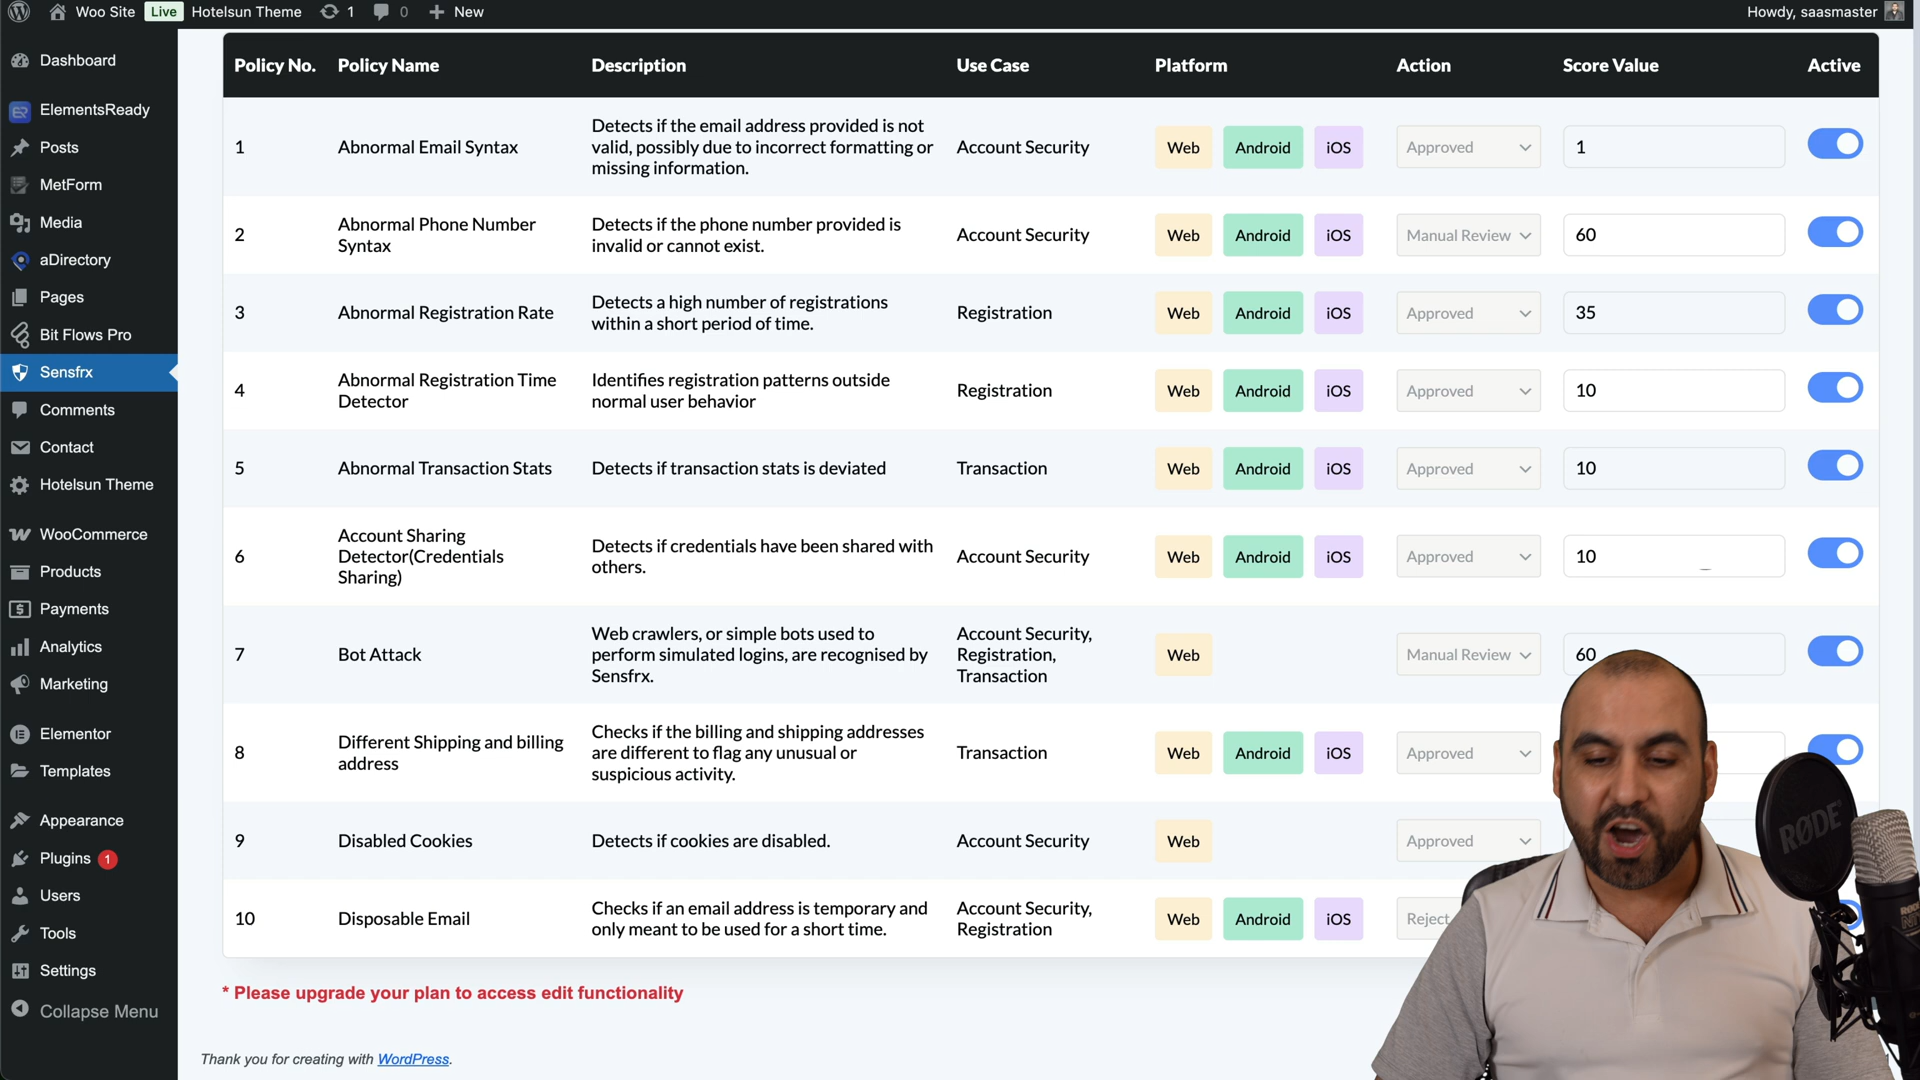 Woo Site Live Hotelsun Theme 1 0 New Howdy, saasmaster
Dashboard
ElementsReady
Posts
MetForm
Media
aDirectory
Pages
Bit Flows Pro
Sensfrx
Comments
Contact
Hotelsun Theme
WooCommerce
Products
Payments
Analytics
Marketing
Elementor
Templates
Appearance
Plugins 1
Users
Tools
Settings
Collapse Menu
Policy No. Policy Name Description Use Case Platform Action Score Value Active
1 Abnormal Email Syntax
Detects if the email address provided is not
valid, possibly due to incorrect formatting or
missing information.
Account Security Web Android iOS Approved 1
2
Abnormal Phone Number
Syntax
Detects if the phone number provided is
invalid or cannot exist.
Account Security Web Android iOS Manual Review 60
3 Abnormal Registration Rate
Detects a high number of registrations
within a short period of time.
Registration Web Android iOS Approved 35
4
Abnormal Registration Time
Detector
Identifies registration patterns outside
normal user behavior
Registration Web Android iOS Approved 10
5 Abnormal Transaction Stats Detects if transaction stats is deviated Transaction Web Android iOS Approved 10
6
Account Sharing
Detector(Credentials
Sharing)
Detects if credentials have been shared with
others.
Account Security Web Android iOS Approved 10
7 Bot Attack
Web crawlers, or simple bots used to
perform simulated logins, are recognised by
Sensfrx.
Account Security,
Registration,
Transaction
Web Manual Review 60
8
Different Shipping and billing
address
Checks if the billing and shipping addresses
are different to flag any unusual or
suspicious activity.
Transaction Web Android iOS Approved
9 Disabled Cookies Detects if cookies are disabled. Account Security Web Approved
10 Disposable Email
Checks if an email address is temporary and
only meant to be used for a short time.
Account Security,
Registration
Web Android iOS Reject
* Please upgrade your plan to access edit functionality
Thank you for creating with WordPress.
RØDE